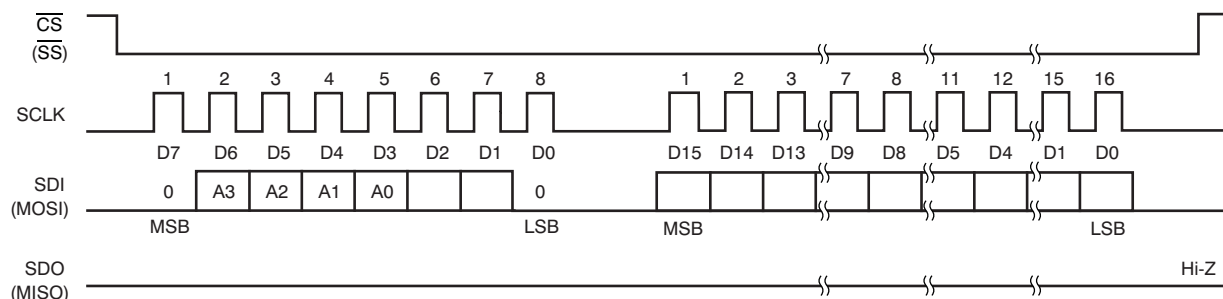 CS
(SS)
1 2 3 4 5 6 7 8 1 2 3 7 8 11 12 15 16
SCLK
D7 D6 D5 D4 D3 D2 D1 D0 D15 D14 D13 D9 D8 D5 D4 D1 D0
SDI
(MOSI)
0 A3 A2 A1 A0 0
MSB LSB MSB LSB
SDO
(MISO)
Hi-Z